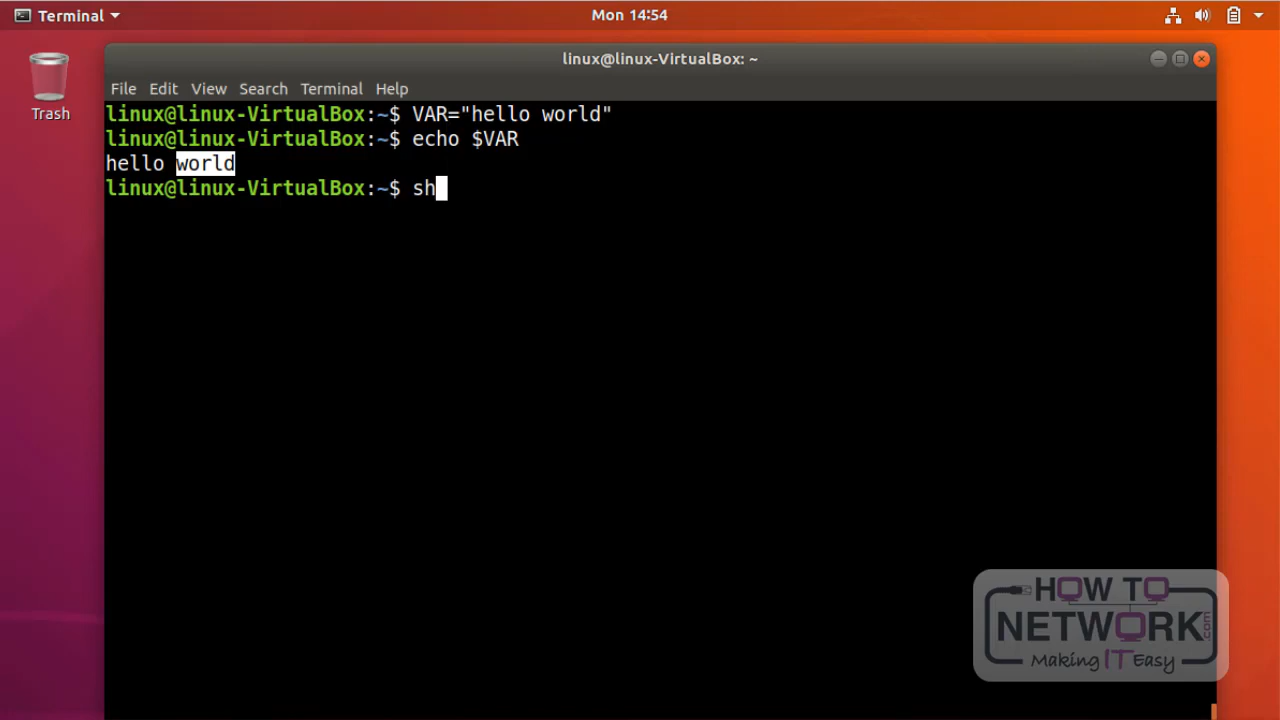 Terminal
Mon 14:54
linux@linux-VirtualBox: ~
File Edit View Search Terminal Help
Trash
linux@linux-VirtualBox:~$ VAR="hello world"
linux@linux-VirtualBox:~$ echo $VAR
hello world
linux@linux-VirtualBox:~$ sh
HOW TO
NETWORK.com
Making IT Easy